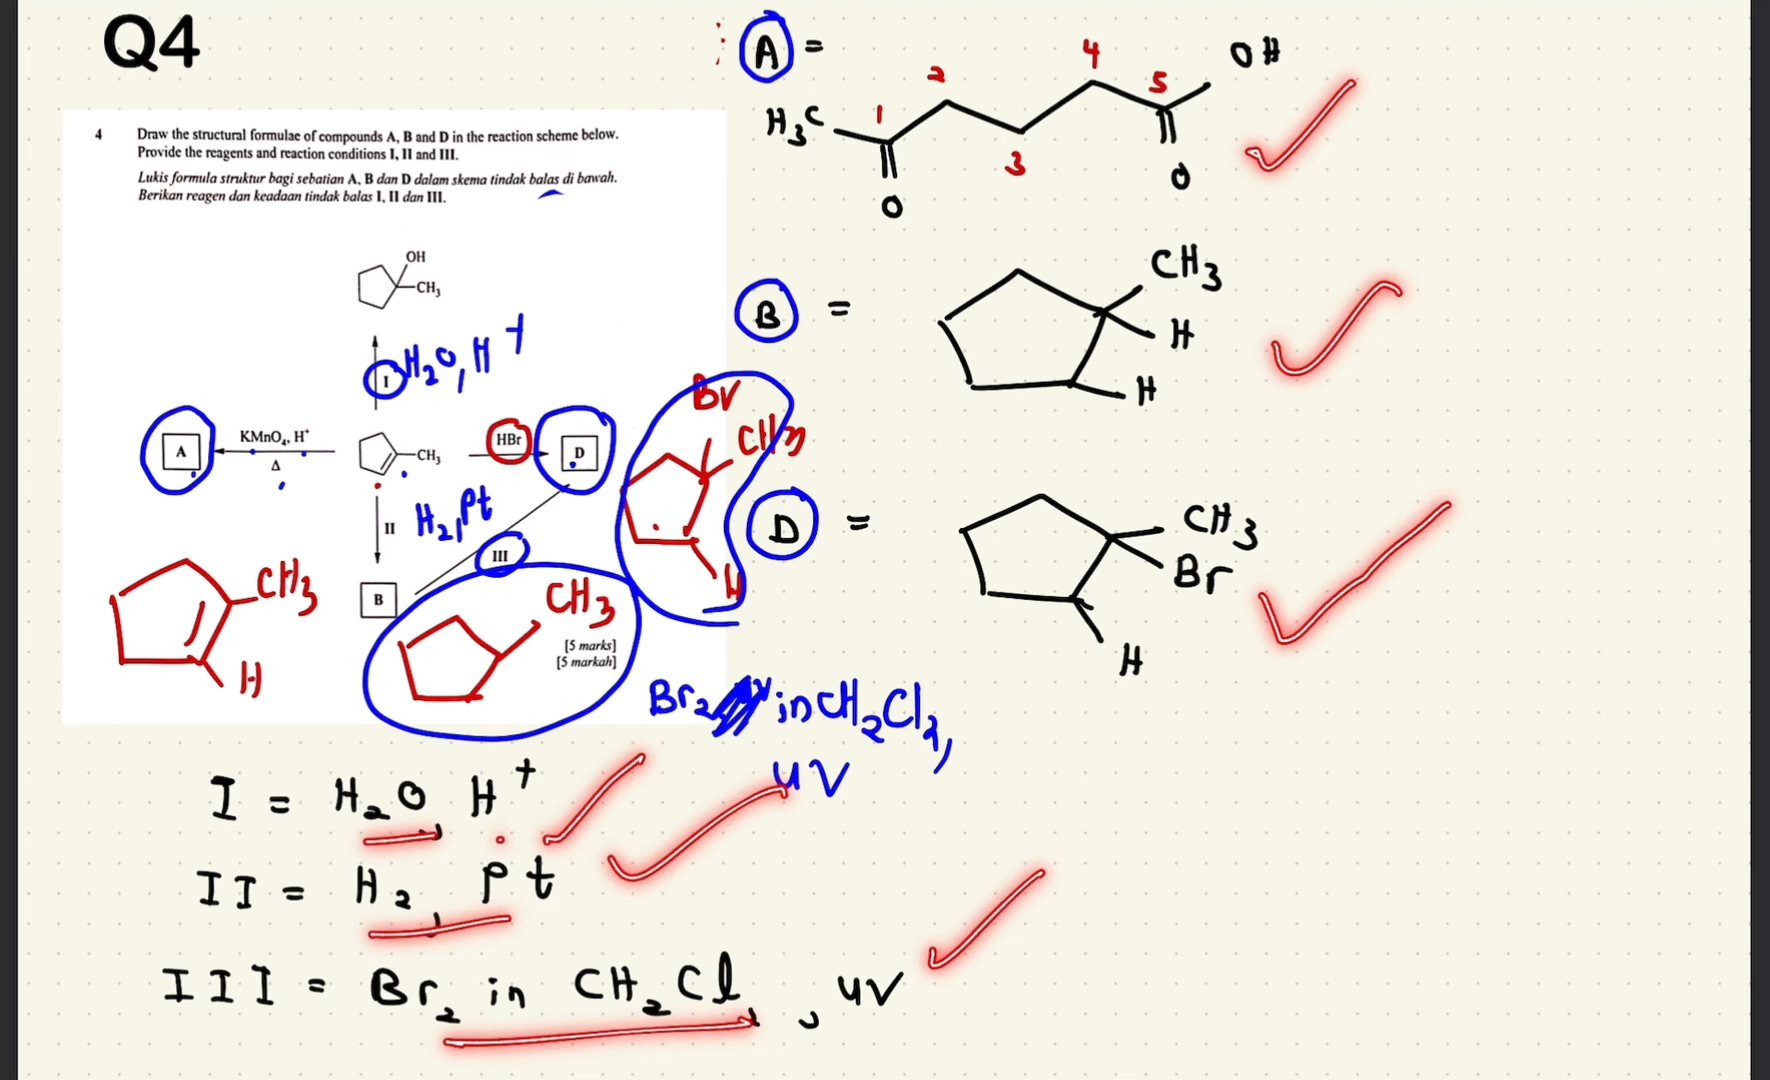 Q4
4 Draw the structural formulae of compounds A, B and D in the reaction scheme below.
Provide the reagents and reaction conditions I, II and III.
Lukis formula struktur bagi sebatian A, B dan D dalam skema tindak balas di bawah.
Berikan reagen dan keadaan tindak balas I, II dan III.
OH
CH₃
I H₂O, H⁺
A
KMnO₄, H⁺
Δ
CH₃
HBr
D
II H₂, Pt
III
B
CH₃
H
CH₃
Br
CH₃
H
[5 marks]
[5 markah]
Br₂ in CH₂Cl₂,
UV
A =
H₃C
1
2
3
4
5
OH
O
O
B =
CH₃
H
H
D =
CH₃
Br
H
I = H₂O, H⁺
II = H₂, Pt
III = Br₂ in CH₂Cl₂, UV